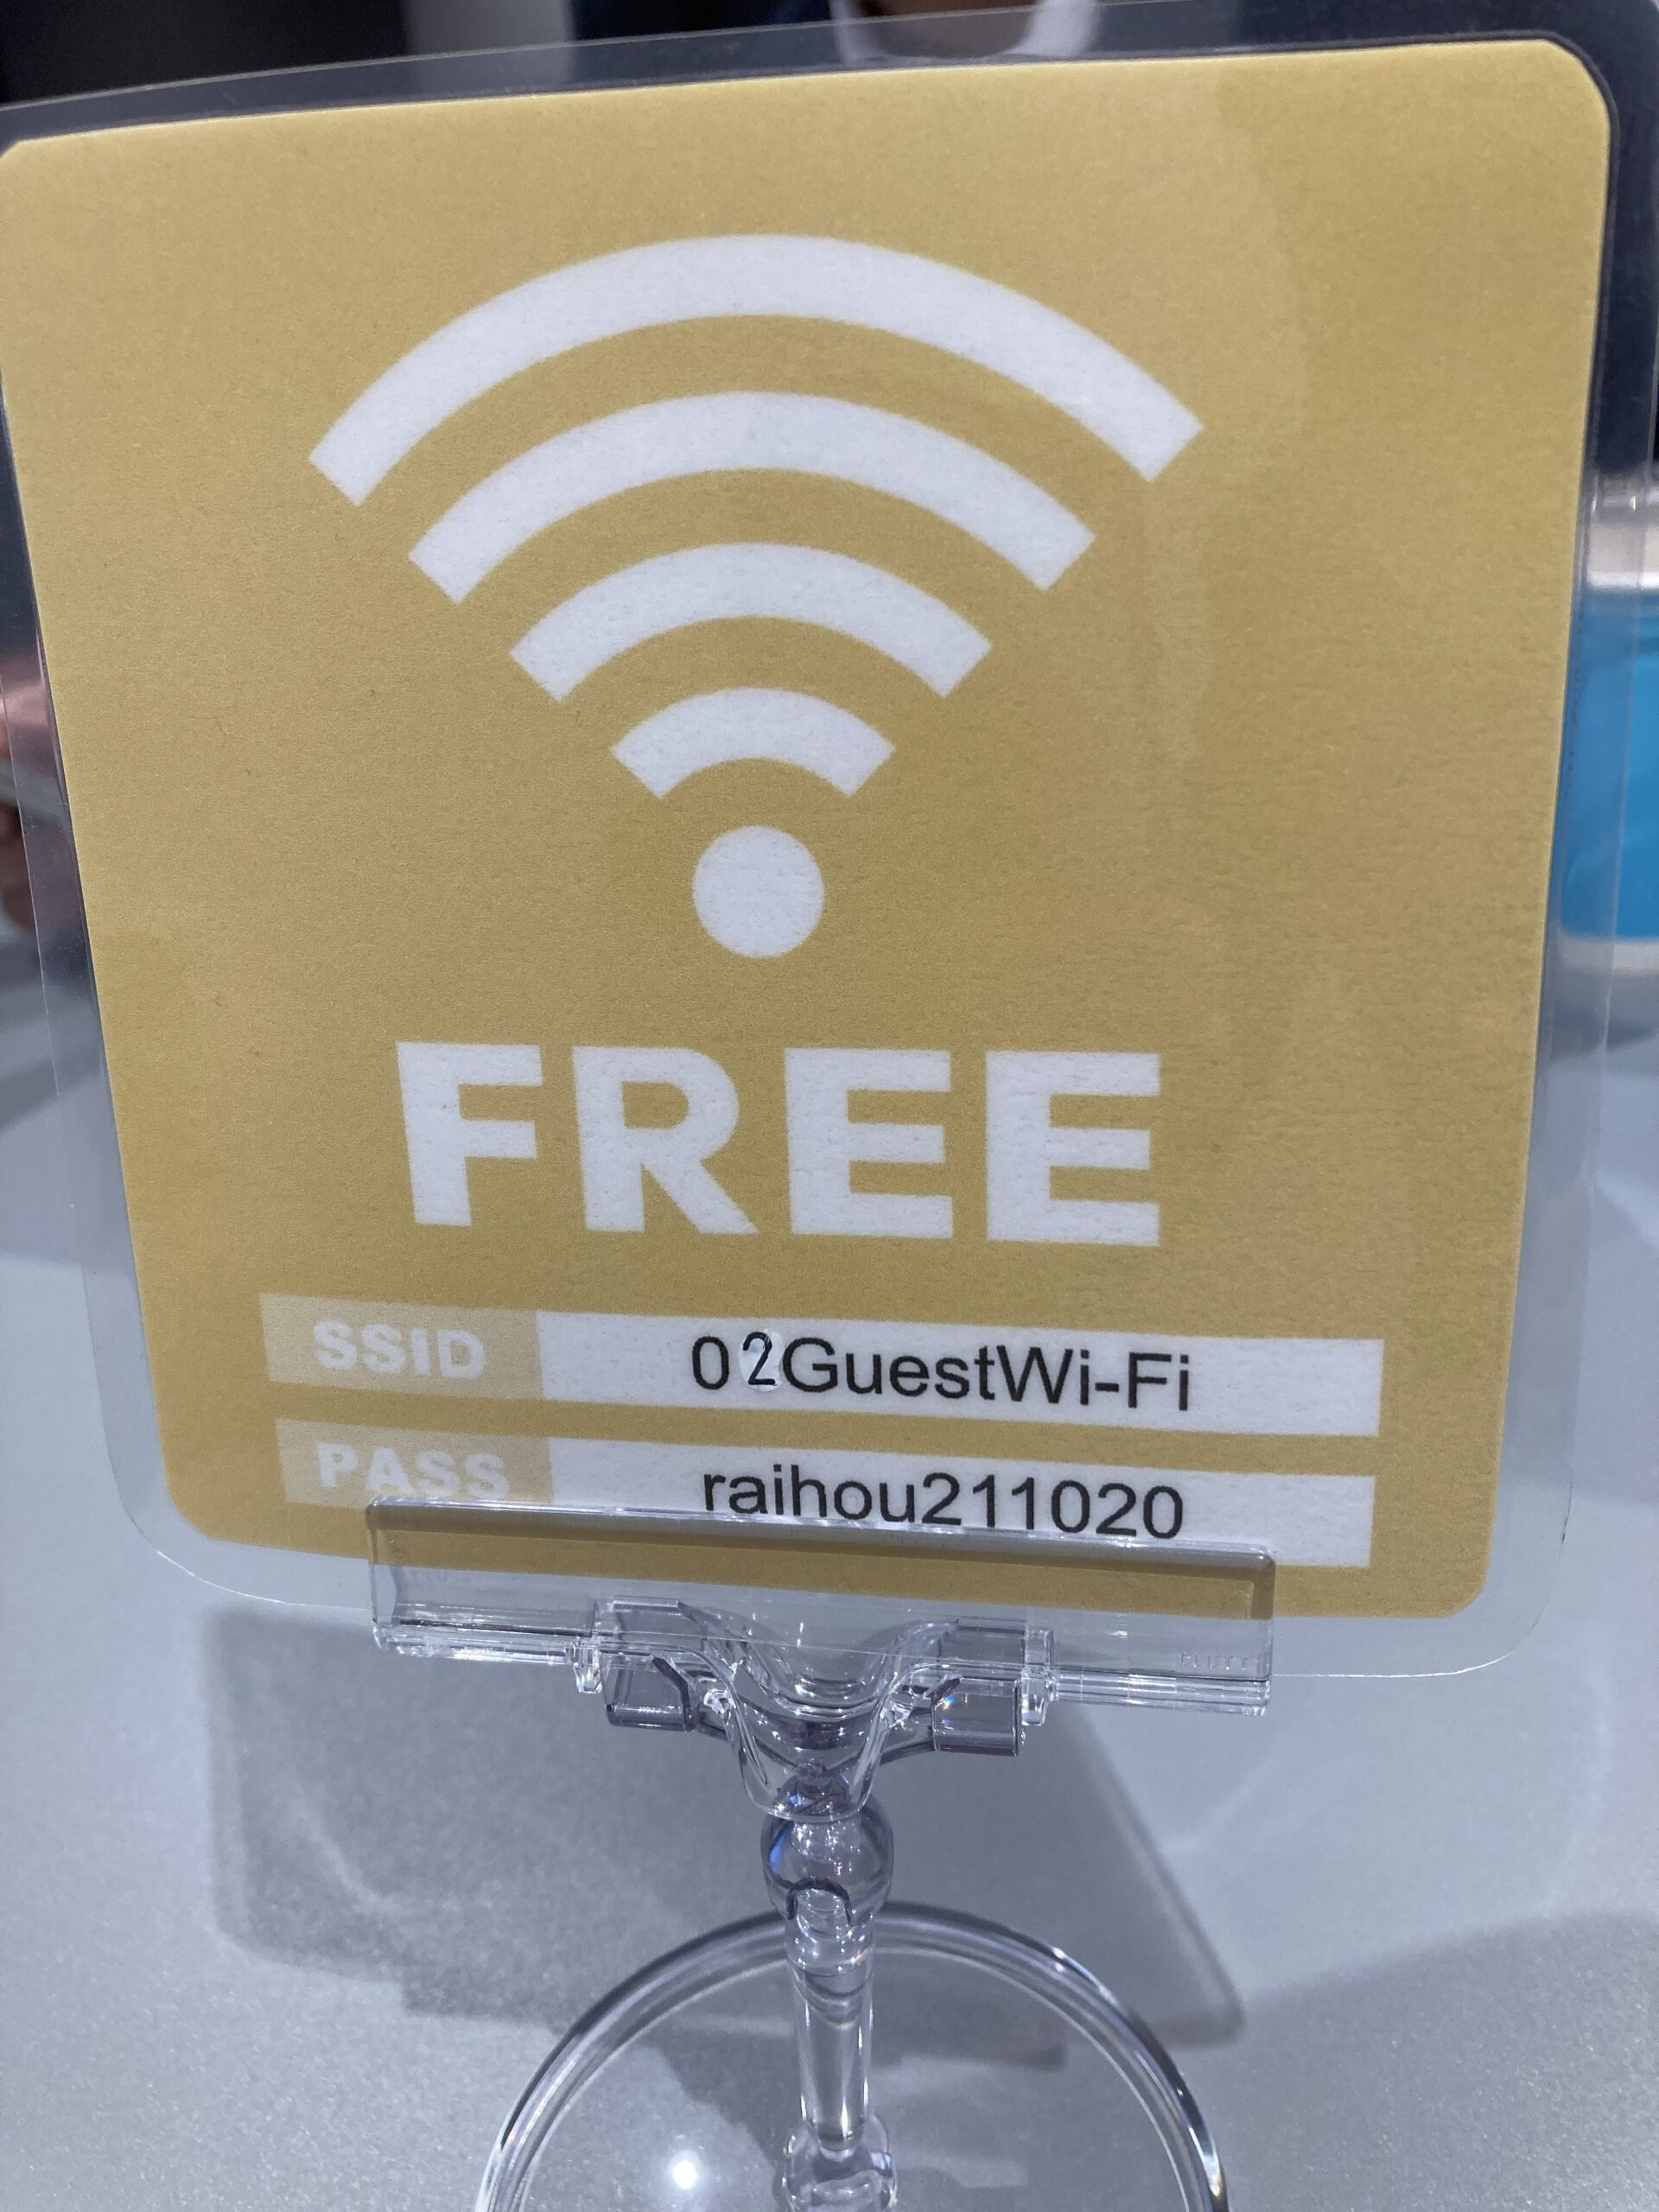 FREE
SSID 02GuestWi-Fi
PASS raihou211020